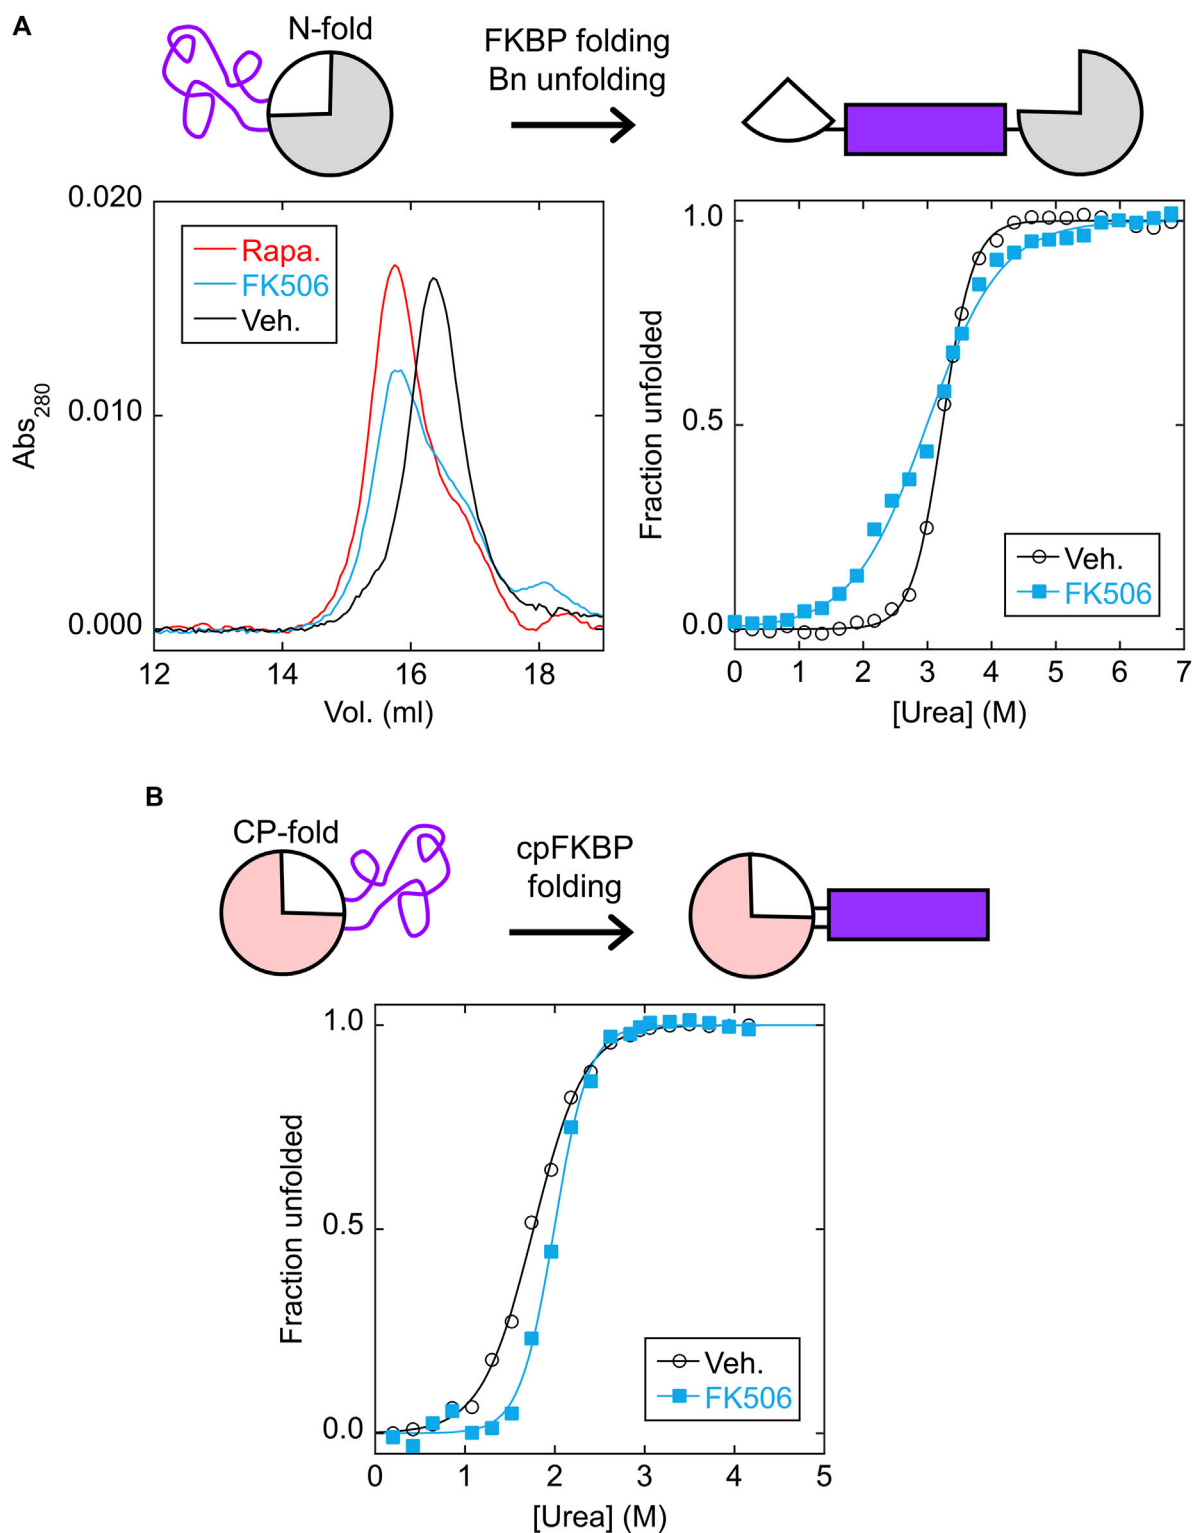 A
N-fold
FKBP folding
Bn unfolding
0.020
0.010
0.000
Abs280
Rapa.
FK506
Veh.
12 14 16 18
Vol. (ml)
1.0
0.5
0.0
Fraction unfolded
Veh.
FK506
0 1 2 3 4 5 6 7
[Urea] (M)
B
CP-fold
cpFKBP
folding
1.0
0.5
0.0
Fraction unfolded
Veh.
FK506
0 1 2 3 4 5
[Urea] (M)